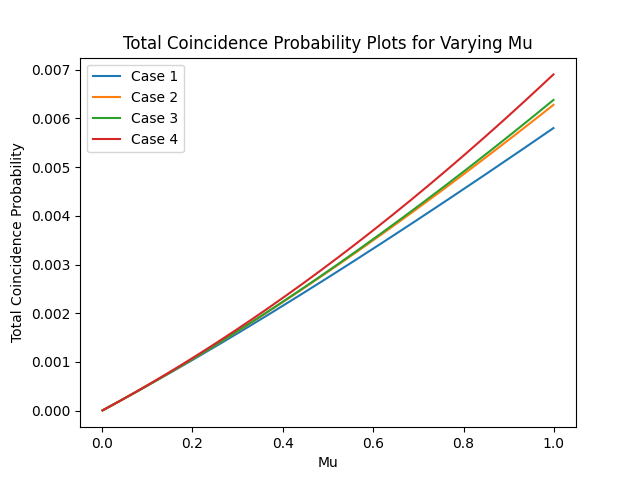 Total Coincidence Probability Plots for Varying Mu
Case 1
Case 2
Case 3
Case 4
Total Coincidence Probability
0.007
0.006
0.005
0.004
0.003
0.002
0.001
0.000
0.0 0.2 0.4 0.6 0.8 1.0
Mu